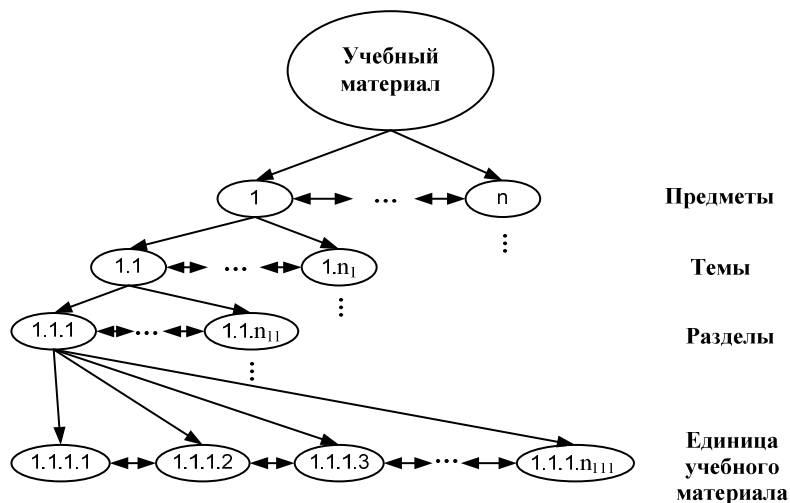 Учебный
материал
1 ... n Предметы
1.1 ... 1.n₁ Темы
1.1.1 ... 1.1.n₁₁ Разделы
1.1.1.1 1.1.1.2 1.1.1.3 ... 1.1.1.n₁₁₁ Единица
учебного
материала